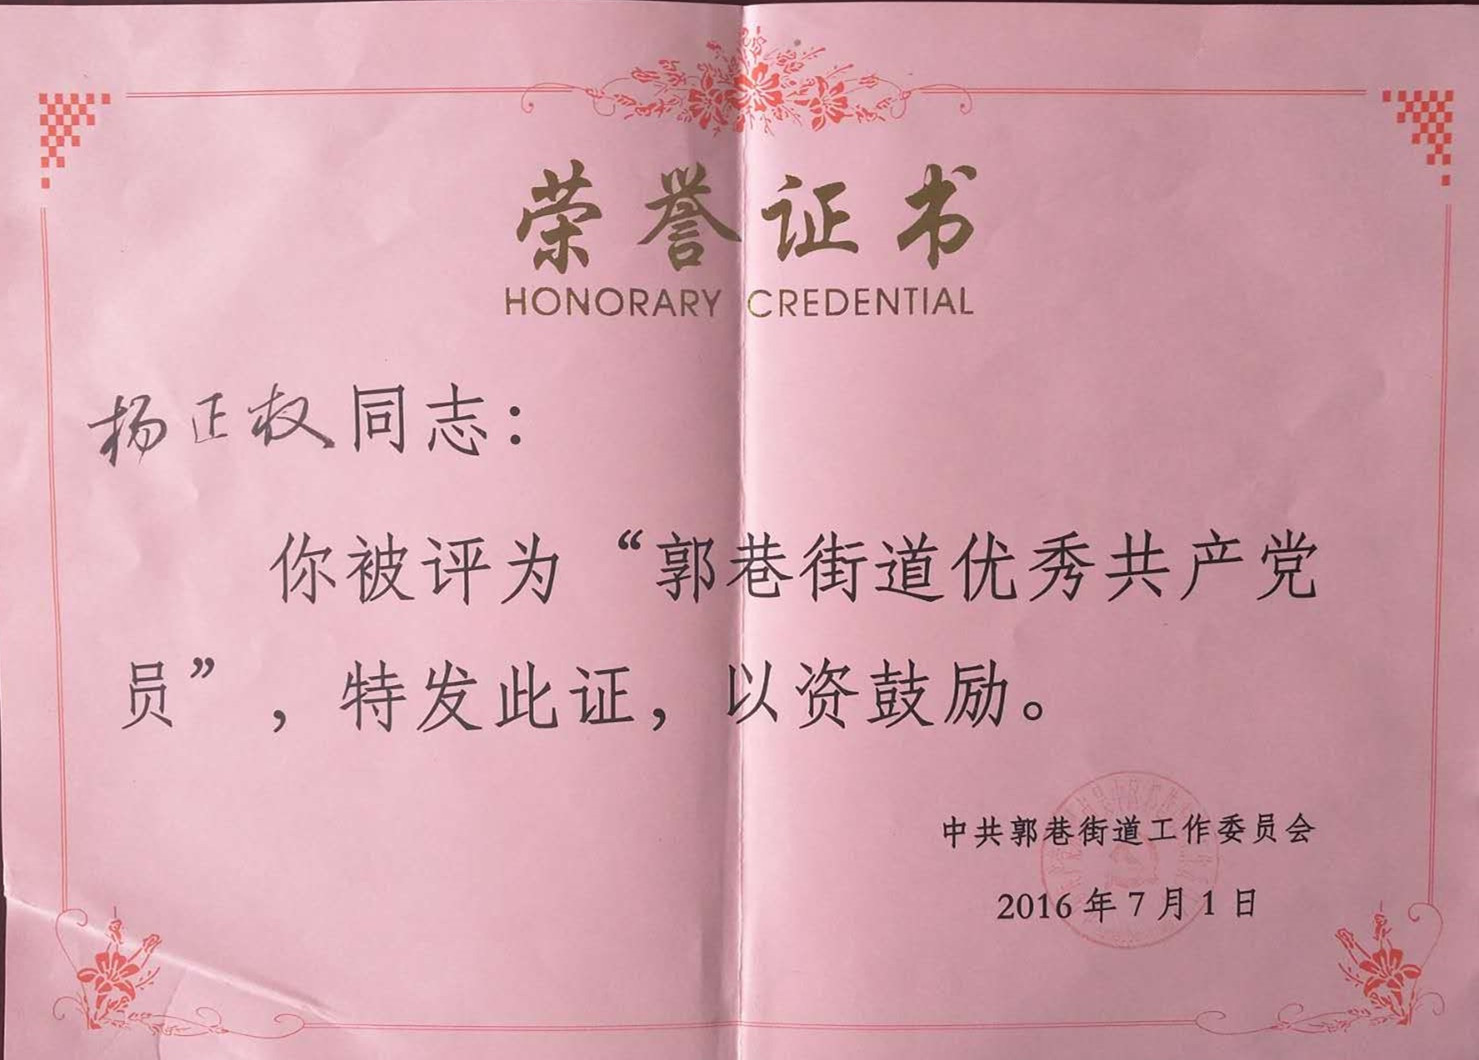 荣誉证书
HONORARY CREDENTIAL
杨正权同志：
你被评为“郭巷街道优秀共产党
员”，特发此证，以资鼓励。
中共郭巷街道工作委员会
2016年7月1日